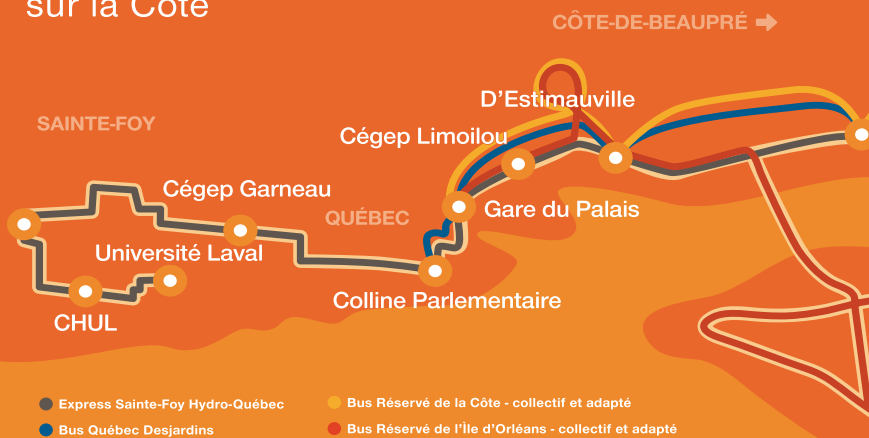 sur la Côte
CÔTE-DE-BEAUPRÉ
D'Estimauville
SAINTE-FOY
Cégep Limoilou
Cégep Garneau
QUÉBEC
Gare du Palais
Université Laval
Colline Parlementaire
CHUL
Express Sainte-Foy Hydro-Québec
Bus Réservé de la Côte - collectif et adapté
Bus Québec Desjardins
Bus Réservé de l'Île d'Orléans - collectif et adapté